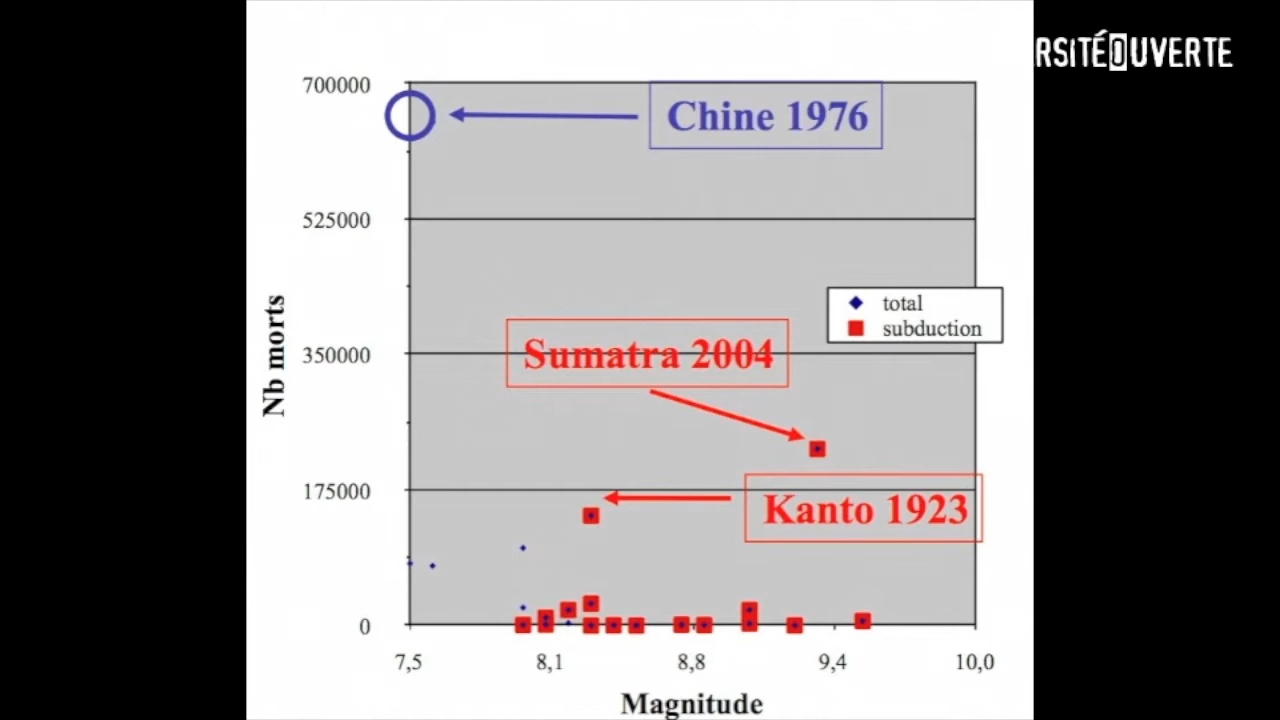 RSITÉOUVERTE
700000
Chine 1976
525000
total
subduction
Sumatra 2004
350000
Nb morts
175000
Kanto 1923
0
7,5 8,1 8,8 9,4 10,0
Magnitude